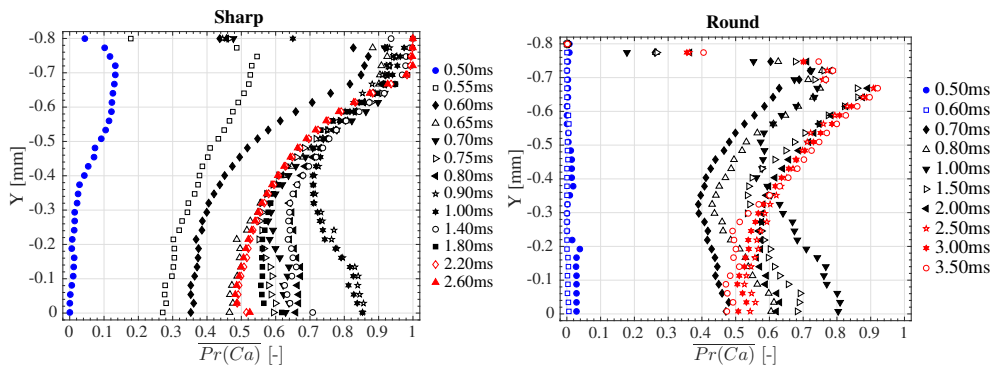 Sharp
-0.8
-0.7
-0.6
-0.5
-0.4
-0.3
-0.2
-0.1
0
Y [mm]
0 0.1 0.2 0.3 0.4 0.5 0.6 0.7 0.8 0.9 1
Pr(Ca) [-]
0.50ms
0.55ms
0.60ms
0.65ms
0.70ms
0.75ms
0.80ms
0.90ms
1.00ms
1.40ms
1.80ms
2.20ms
2.60ms
Round
-0.8
-0.7
-0.6
-0.5
-0.4
-0.3
-0.2
-0.1
0
Y [mm]
0 0.1 0.2 0.3 0.4 0.5 0.6 0.7 0.8 0.9 1
Pr(Ca) [-]
0.50ms
0.60ms
0.70ms
0.80ms
1.00ms
1.50ms
2.00ms
2.50ms
3.00ms
3.50ms